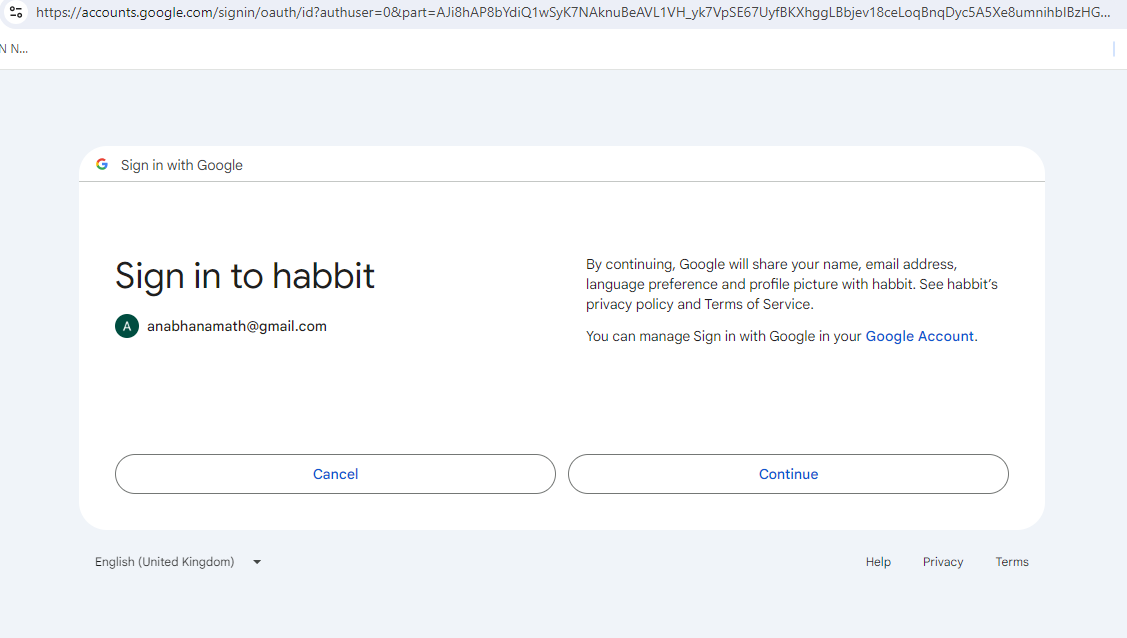 https://accounts.google.com/signin/oauth/id?authuser=0&part=AJi8hAP8bYdiQ1wSyK7NAknuBeAVL1VH_yk7VpSE67UyfBKXhggLBbjev18ceLoqBnqDyc5A5Xe8umnihbIBzHG...
N N...
Sign in with Google
Sign in to habbit
A anabhanamath@gmail.com
By continuing, Google will share your name, email address,
language preference and profile picture with habbit. See habbit's
privacy policy and Terms of Service.
You can manage Sign in with Google in your Google Account.
Cancel
Continue
English (United Kingdom)
Help Privacy Terms